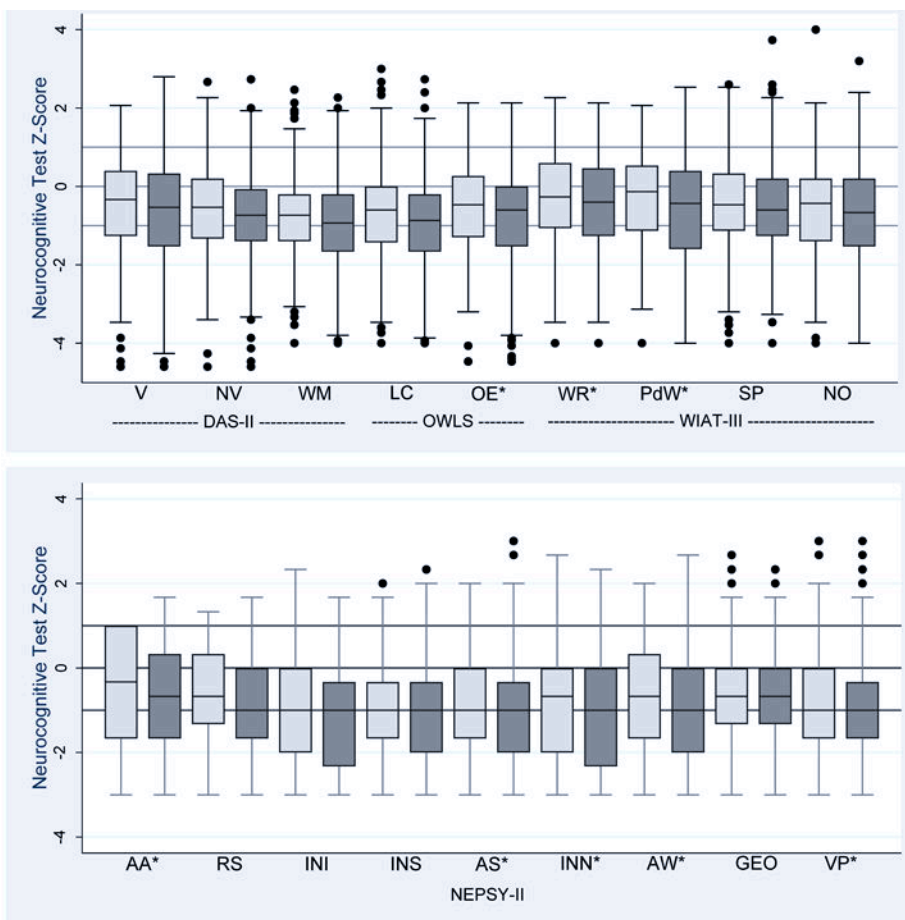 Neurocognitive Test Z-Score
4
2
0
-2
-4
V NV WM LC OE* WR* PdW* SP NO
DAS-II OWLS WIAT-III
Neurocognitive Test Z-Score
4
2
0
-2
-4
AA* RS INI INS AS* INN* AW* GEO VP*
NEPSY-II